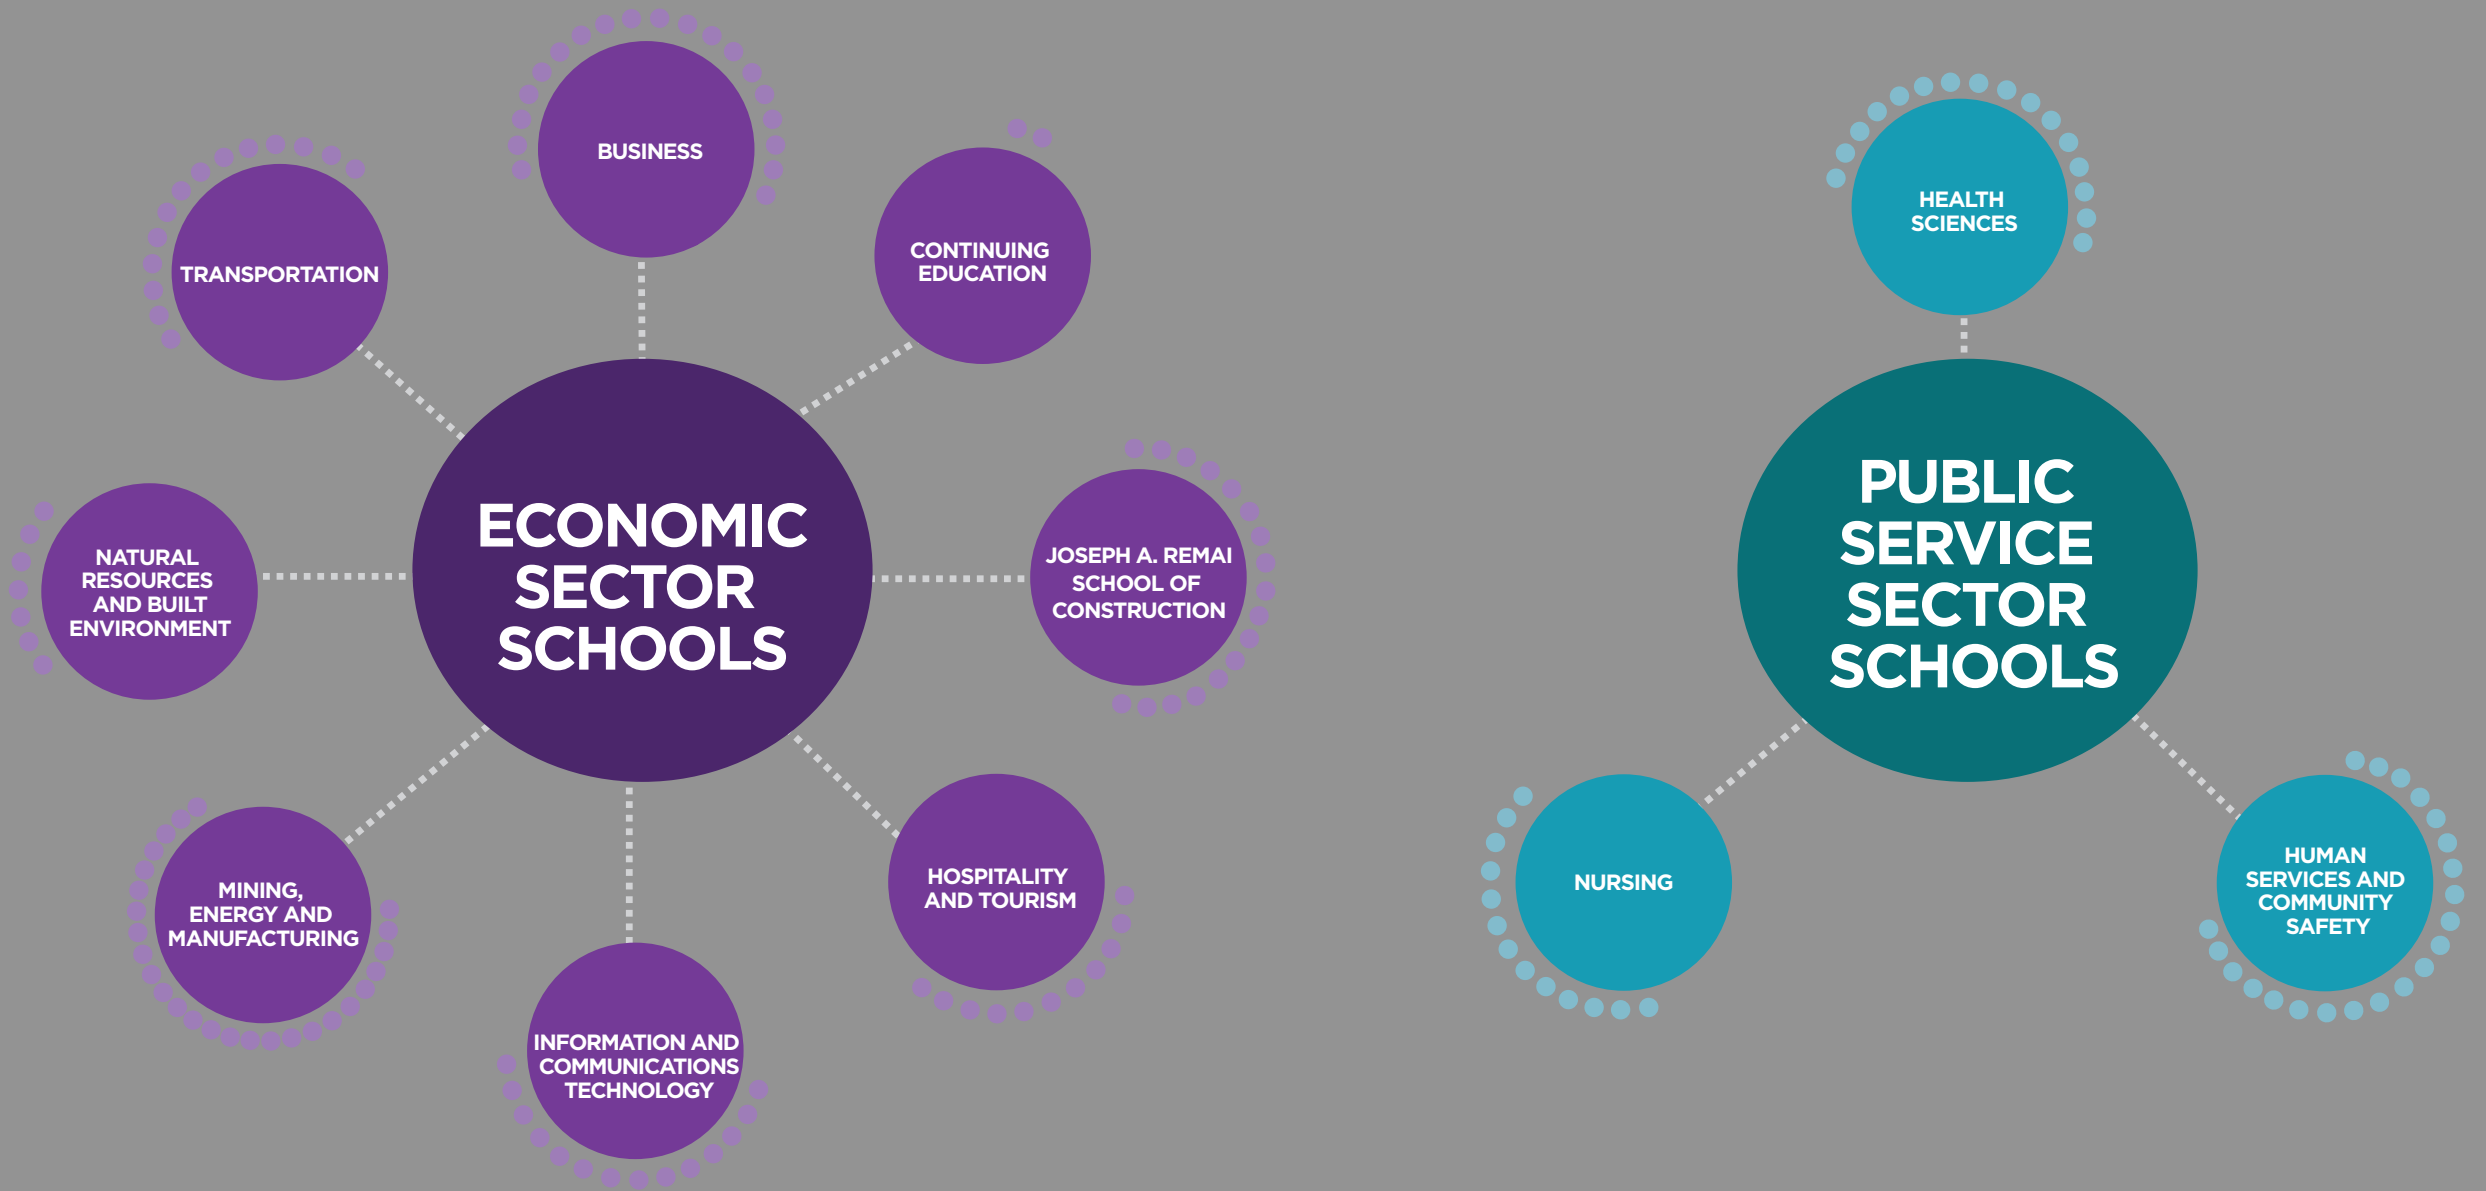 BUSINESS
CONTINUING
EDUCATION
TRANSPORTATION
ECONOMIC
SECTOR
SCHOOLS
JOSEPH A. REMAI
SCHOOL OF
CONSTRUCTION
NATURAL
RESOURCES
AND BUILT
ENVIRONMENT
MINING,
ENERGY AND
MANUFACTURING
HOSPITALITY
AND TOURISM
INFORMATION AND
COMMUNICATIONS
TECHNOLOGY
HEALTH
SCIENCES
PUBLIC
SERVICE
SECTOR
SCHOOLS
NURSING
HUMAN
SERVICES AND
COMMUNITY
SAFETY